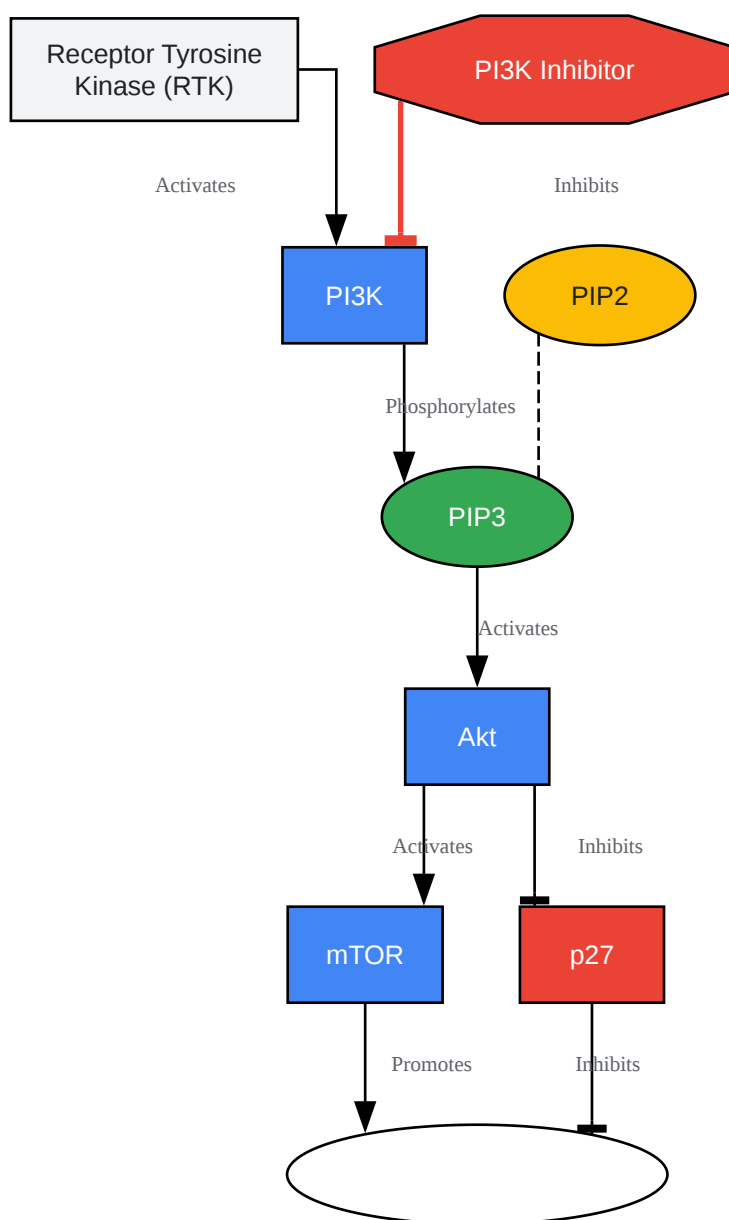 Receptor Tyrosine
Kinase (RTK)
PI3K Inhibitor
Activates
Inhibits
PI3K
PIP2
Phosphorylates
PIP3
Activates
Akt
Activates
Inhibits
mTOR
p27
Promotes
Inhibits